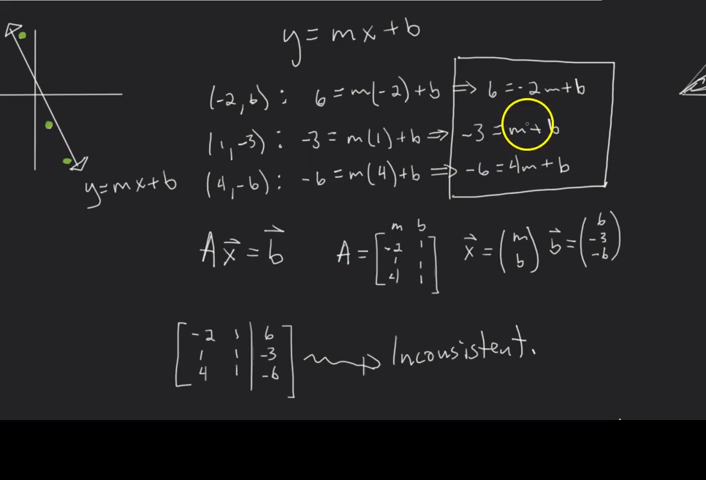 y = mx + b
(-2, 6) : 6 = m(-2) + b ⇒ 6 = -2m + b
(1, -3) : -3 = m(1) + b ⇒ -3 = m + b
(4, -6) : -6 = m(4) + b ⇒ -6 = 4m + b
y = mx + b
Ax⃗ = b⃗
m b
A = [-2 1
1 1
4 1]
x⃗ = (m
b)
b⃗ = (6
-3
-6)
[-2 1 | 6
1 1 | -3
4 1 | -6]
Inconsistent.